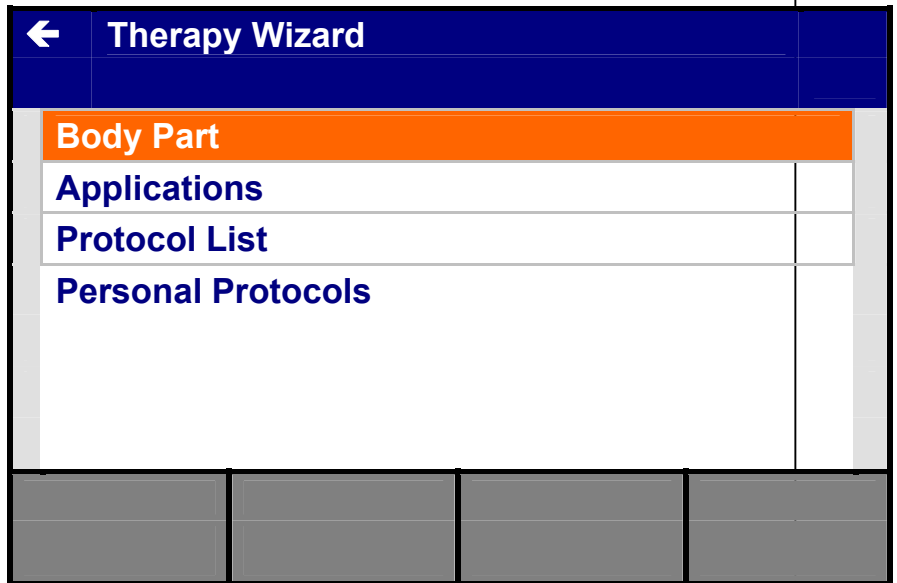 ← Therapy Wizard
Body Part
Applications
Protocol List
Personal Protocols